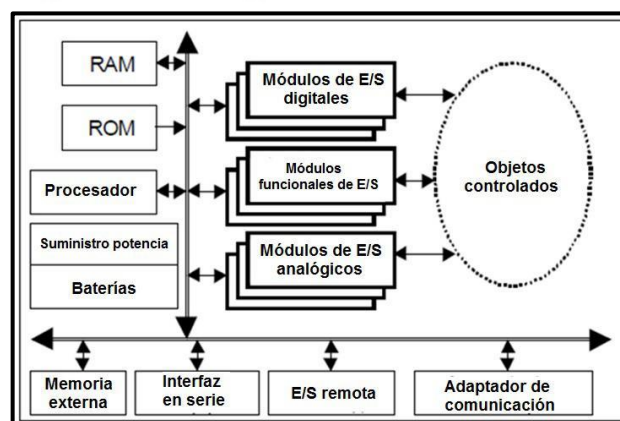 RAM
ROM
Procesador
Suministro potencia
Baterías
Módulos de E/S
digitales
Módulos
funcionales de E/S
Módulos de E/S
analógicos
Objetos
controlados
Memoria
externa
Interfaz
en serie
E/S remota
Adaptador de
comunicación